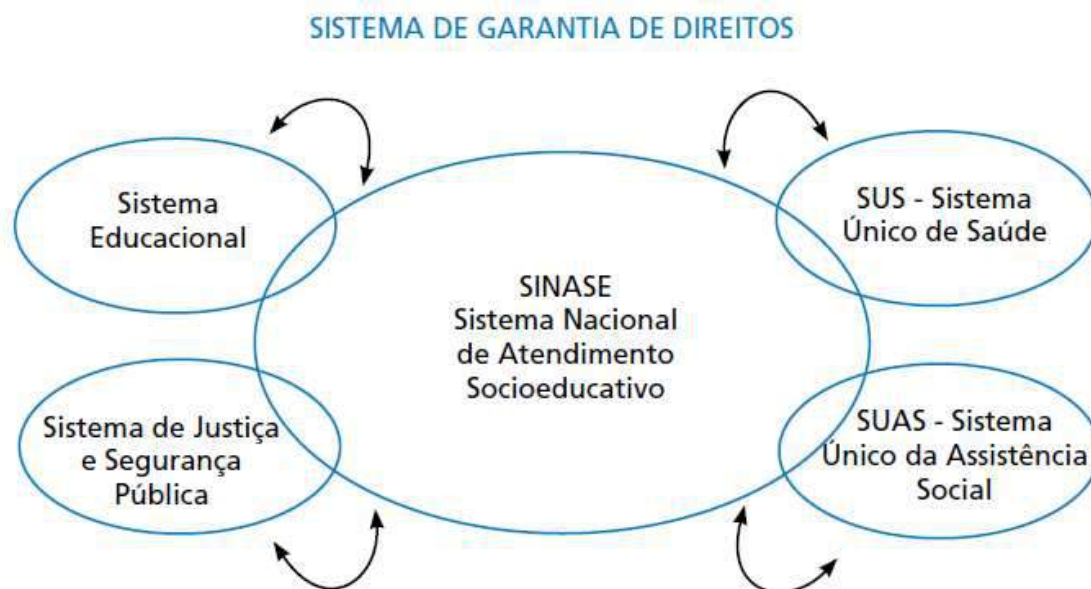 SISTEMA DE GARANTIA DE DIREITOS
Sistema
Educacional
SUS - Sistema
Único de Saúde
SINASE
Sistema Nacional
de Atendimento
Socioeducativo
Sistema de Justiça
e Segurança
Pública
SUAS - Sistema
Único da Assistência
Social